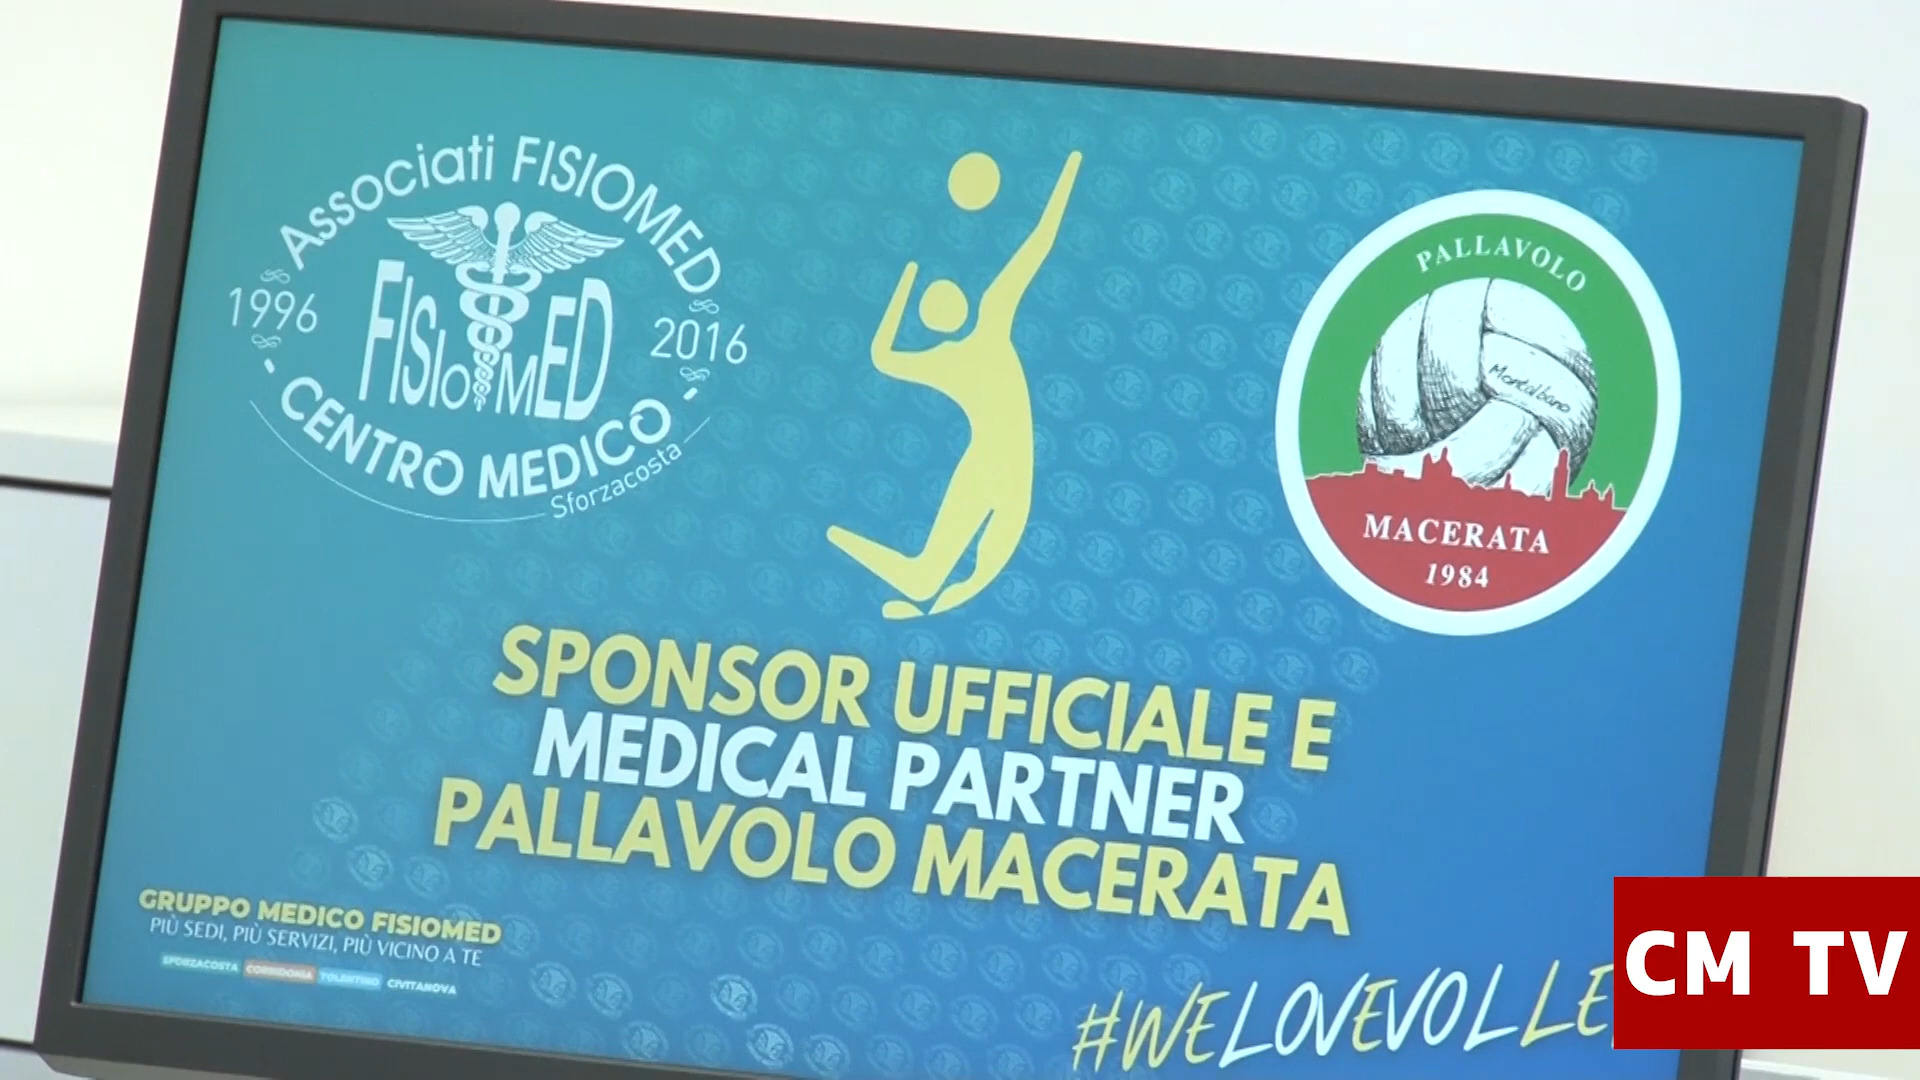 Associati FISIOMED
1996
FISIOMED
2016
- CENTRO MEDICO -
Sforzacosta
PALLAVOLO
Montalbano
MACERATA
1984
SPONSOR UFFICIALE E
MEDICAL PARTNER
PALLAVOLO MACERATA
GRUPPO MEDICO FISIOMED
PIÙ SEDI, PIÙ SERVIZI, PIÙ VICINO A TE
SFORZACOSTA CORRIDONIA TOLENTINO CIVITANOVA
#WELOVEVOLLE
CM TV